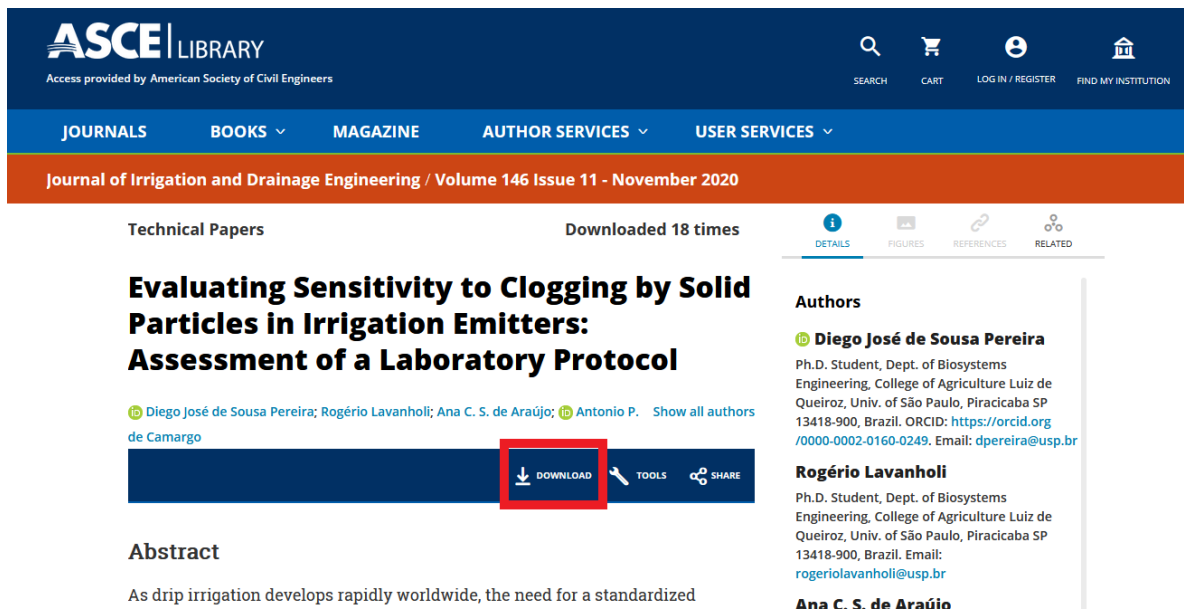 ASCE LIBRARY
Access provided by American Society of Civil Engineers
SEARCH CART LOG IN / REGISTER FIND MY INSTITUTION
JOURNALS BOOKS MAGAZINE AUTHOR SERVICES USER SERVICES
Journal of Irrigation and Drainage Engineering / Volume 146 Issue 11 - November 2020
Technical Papers Downloaded 18 times
Evaluating Sensitivity to Clogging by Solid
Particles in Irrigation Emitters:
Assessment of a Laboratory Protocol
iD Diego José de Sousa Pereira; Rogério Lavanholi; Ana C. S. de Araújo; iD Antonio P. Show all authors
de Camargo
DOWNLOAD TOOLS SHARE
Abstract
As drip irrigation develops rapidly worldwide, the need for a standardized
DETAILS FIGURES REFERENCES RELATED
Authors
iD Diego José de Sousa Pereira
Ph.D. Student, Dept. of Biosystems
Engineering, College of Agriculture Luiz de
Queiroz, Univ. of São Paulo, Piracicaba SP
13418-900, Brazil. ORCID: https://orcid.org
/0000-0002-0160-0249. Email: dpereira@usp.br
Rogério Lavanholi
Ph.D. Student, Dept. of Biosystems
Engineering, College of Agriculture Luiz de
Queiroz, Univ. of São Paulo, Piracicaba SP
13418-900, Brazil. Email:
rogeriolavanholi@usp.br
Ana C. S. de Araújo